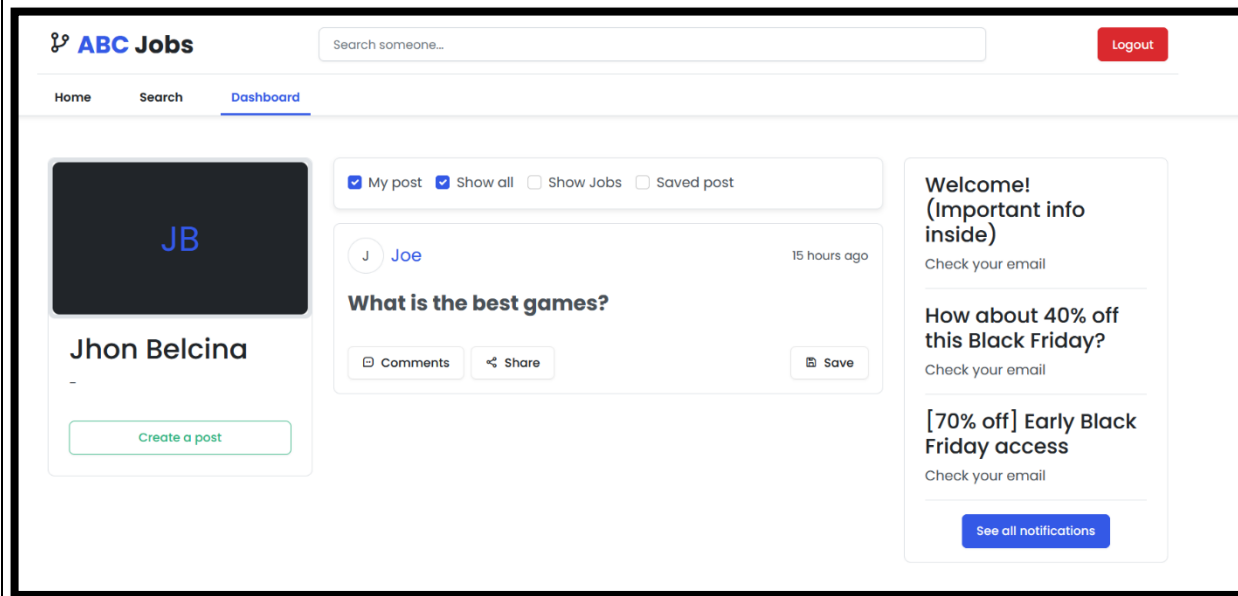 ABC Jobs
Search someone...
Logout
Home
Search
Dashboard
JB
Jhon Belcina
-
Create a post
My post
Show all
Show Jobs
Saved post
J
Joe
15 hours ago
What is the best games?
Comments
Share
Save
Welcome!
(Important info
inside)
Check your email
How about 40% off
this Black Friday?
Check your email
[70% off] Early Black
Friday access
Check your email
See all notifications